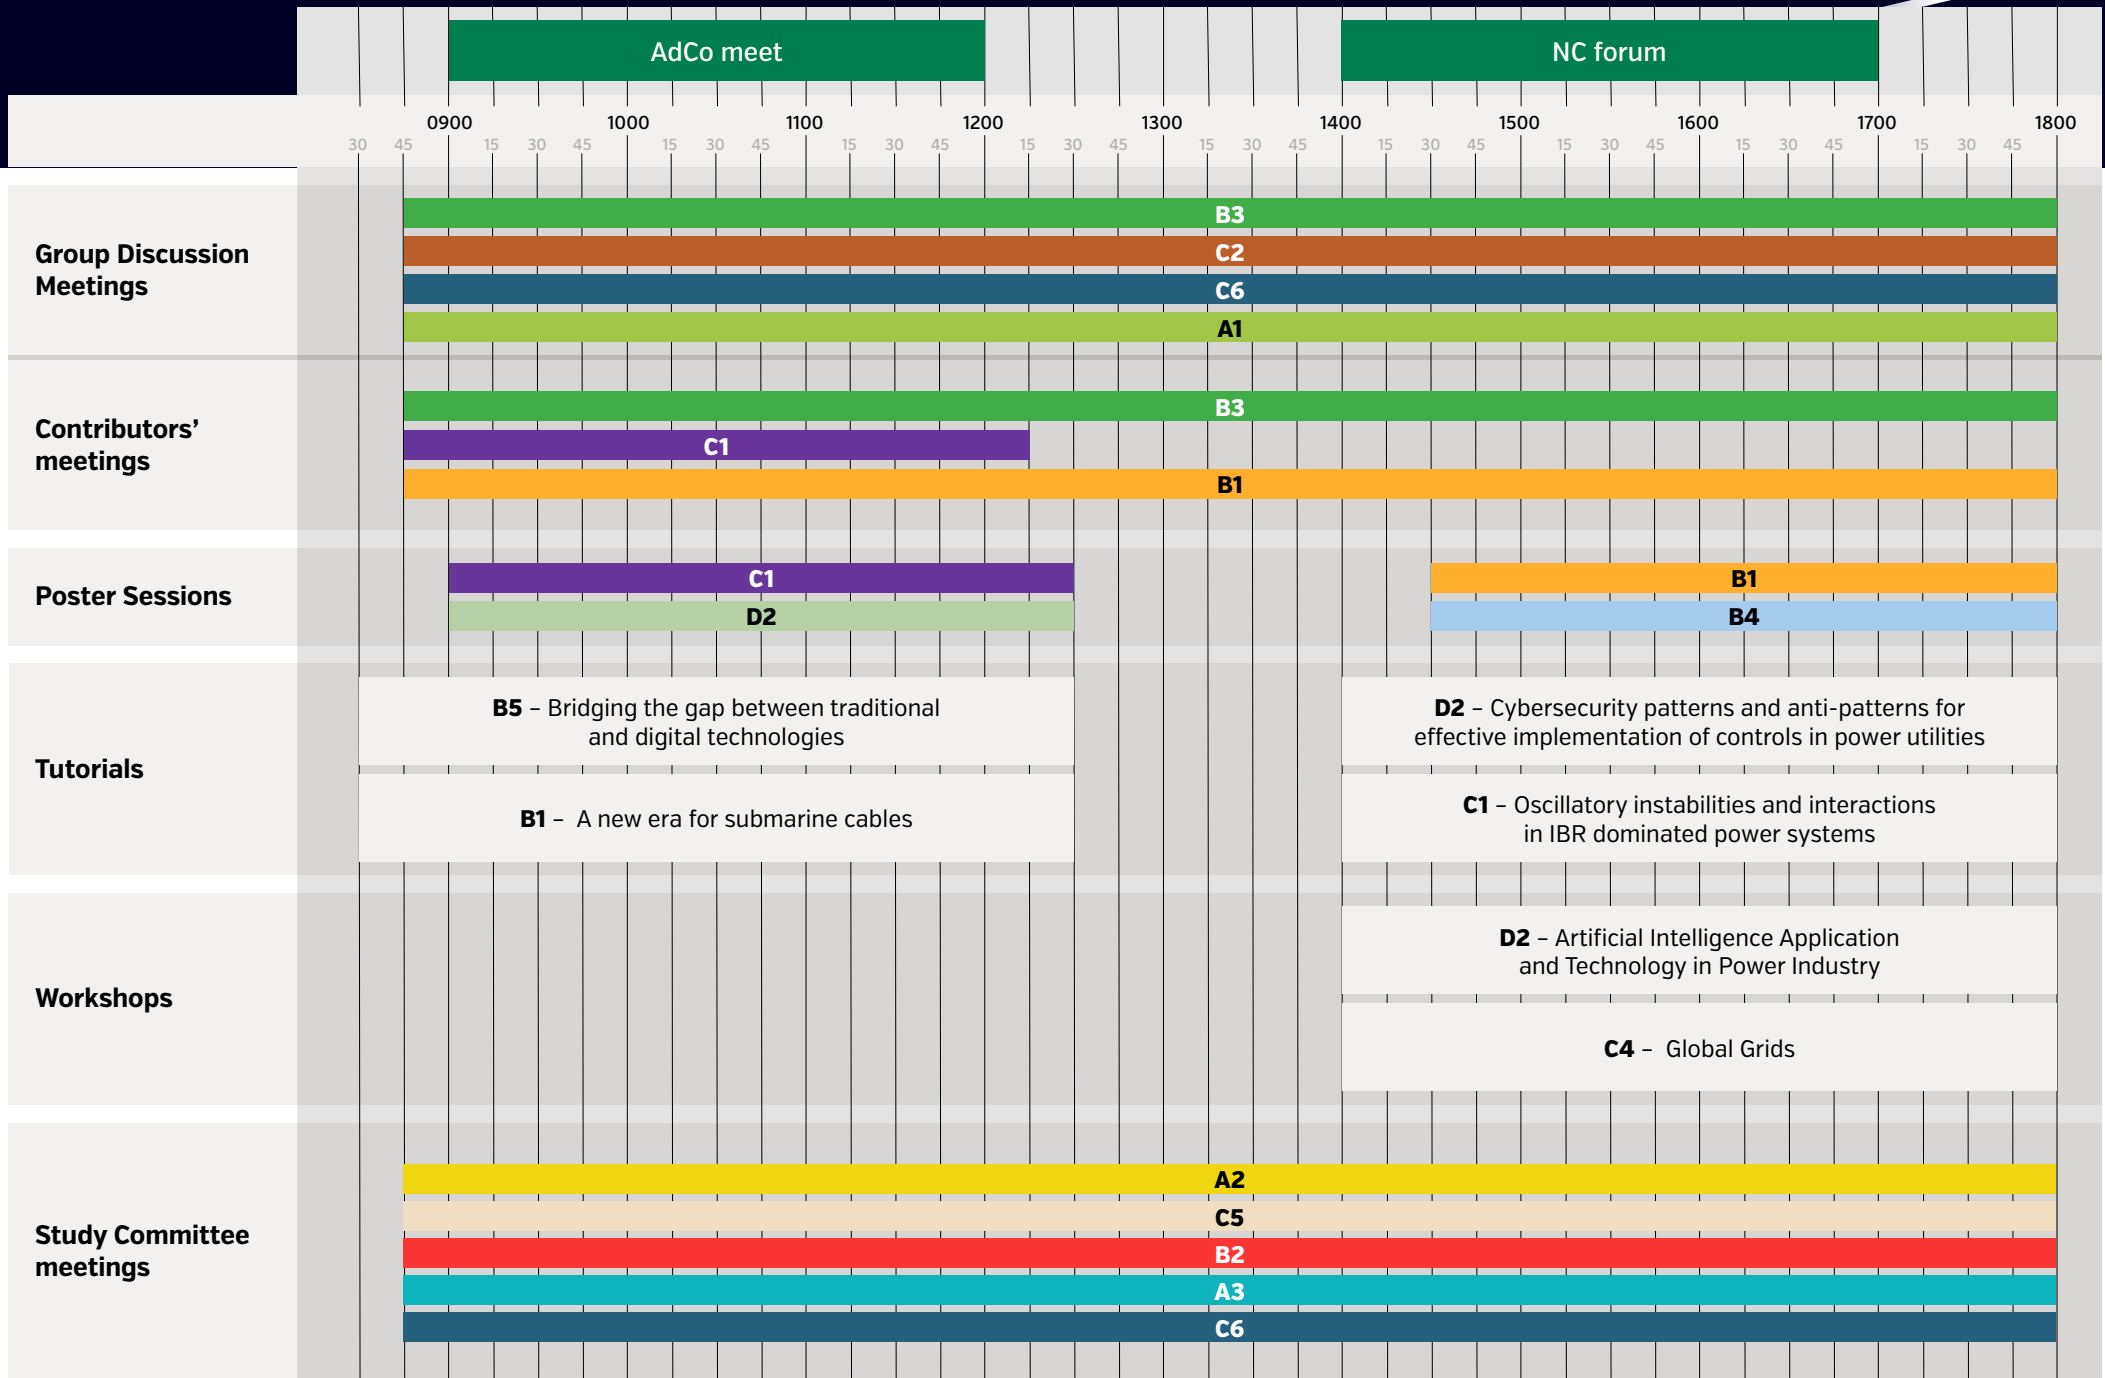 AdCo meet
NC forum
0900 1000 1100 1200 1300 1400 1500 1600 1700 1800
30 45 15 30 45 15 30 45 15 30 45 15 30 45 15 30 45 15 30 45 15 30 45 15 30 45 15 30 45
Group Discussion
Meetings
B3
C2
C6
A1
Contributors’
meetings
B3
C1
B1
Poster Sessions
C1
B1
D2
B4
Tutorials
B5 – Bridging the gap between traditional
and digital technologies
D2 – Cybersecurity patterns and anti-patterns for
effective implementation of controls in power utilities
B1 – A new era for submarine cables
C1 – Oscillatory instabilities and interactions
in IBR dominated power systems
Workshops
D2 – Artificial Intelligence Application
and Technology in Power Industry
C4 – Global Grids
Study Committee
meetings
A2
C5
B2
A3
C6